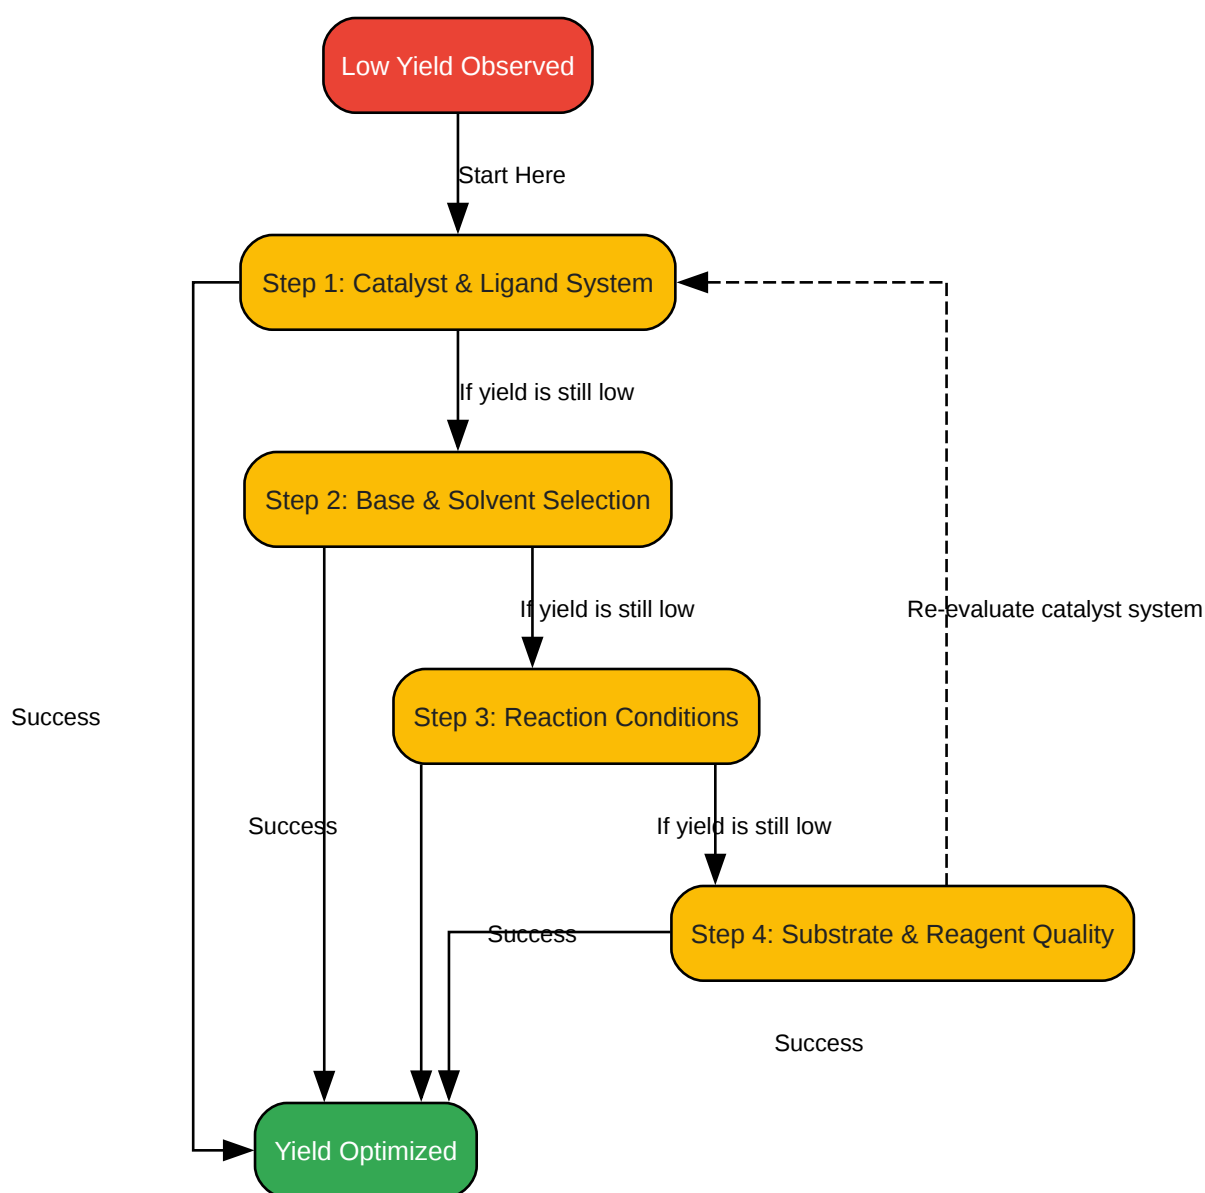 Low Yield Observed
Start Here
Step 1: Catalyst & Ligand System
If yield is still low
Step 2: Base & Solvent Selection
If yield is still low
Re-evaluate catalyst system
Step 3: Reaction Conditions
Success
Success
If yield is still low
Success
Step 4: Substrate & Reagent Quality
Success
Yield Optimized